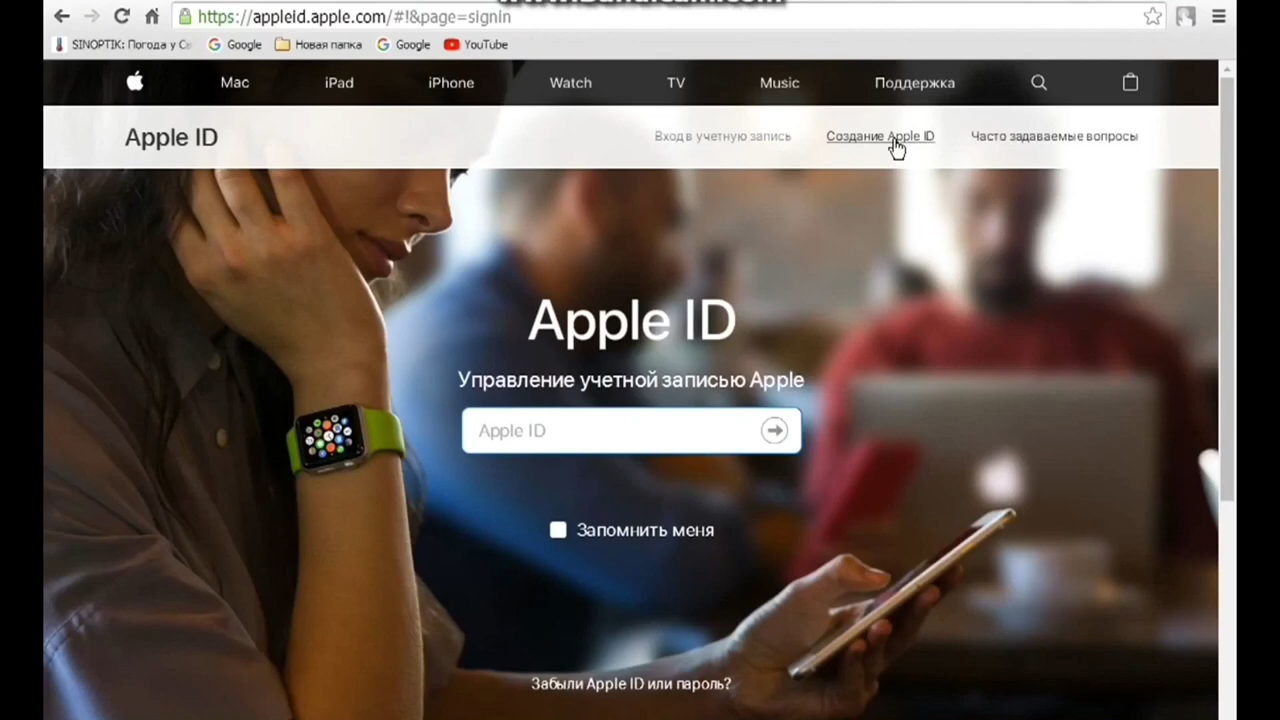 https://appleid.apple.com/#!&page=signin
SINOPTIK: Погода у Google Новая папка Google YouTube
Mac iPad iPhone Watch TV Music Поддержка
Apple ID Вход в учетную запись Создание Apple ID Часто задаваемые вопросы
Apple ID
Управление учетной записью Apple
Apple ID
Запомнить меня
Забыли Apple ID или пароль?